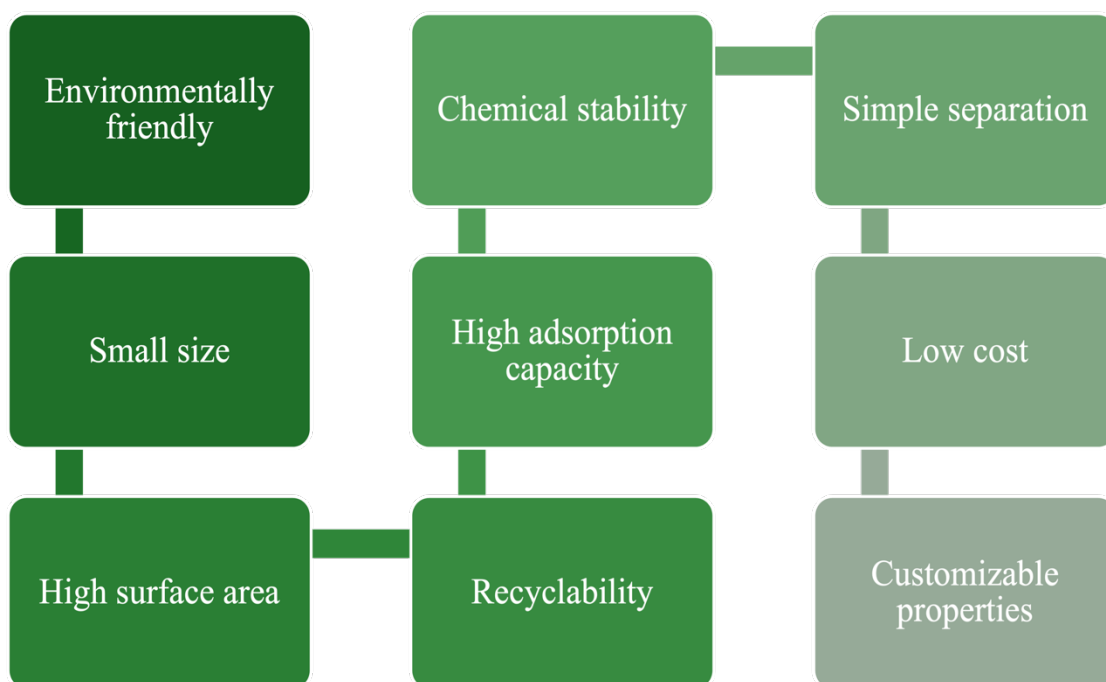 Environmentally
friendly
Small size
High surface area
Recyclability
High adsorption
capacity
Chemical stability
Simple separation
Low cost
Customizable
properties